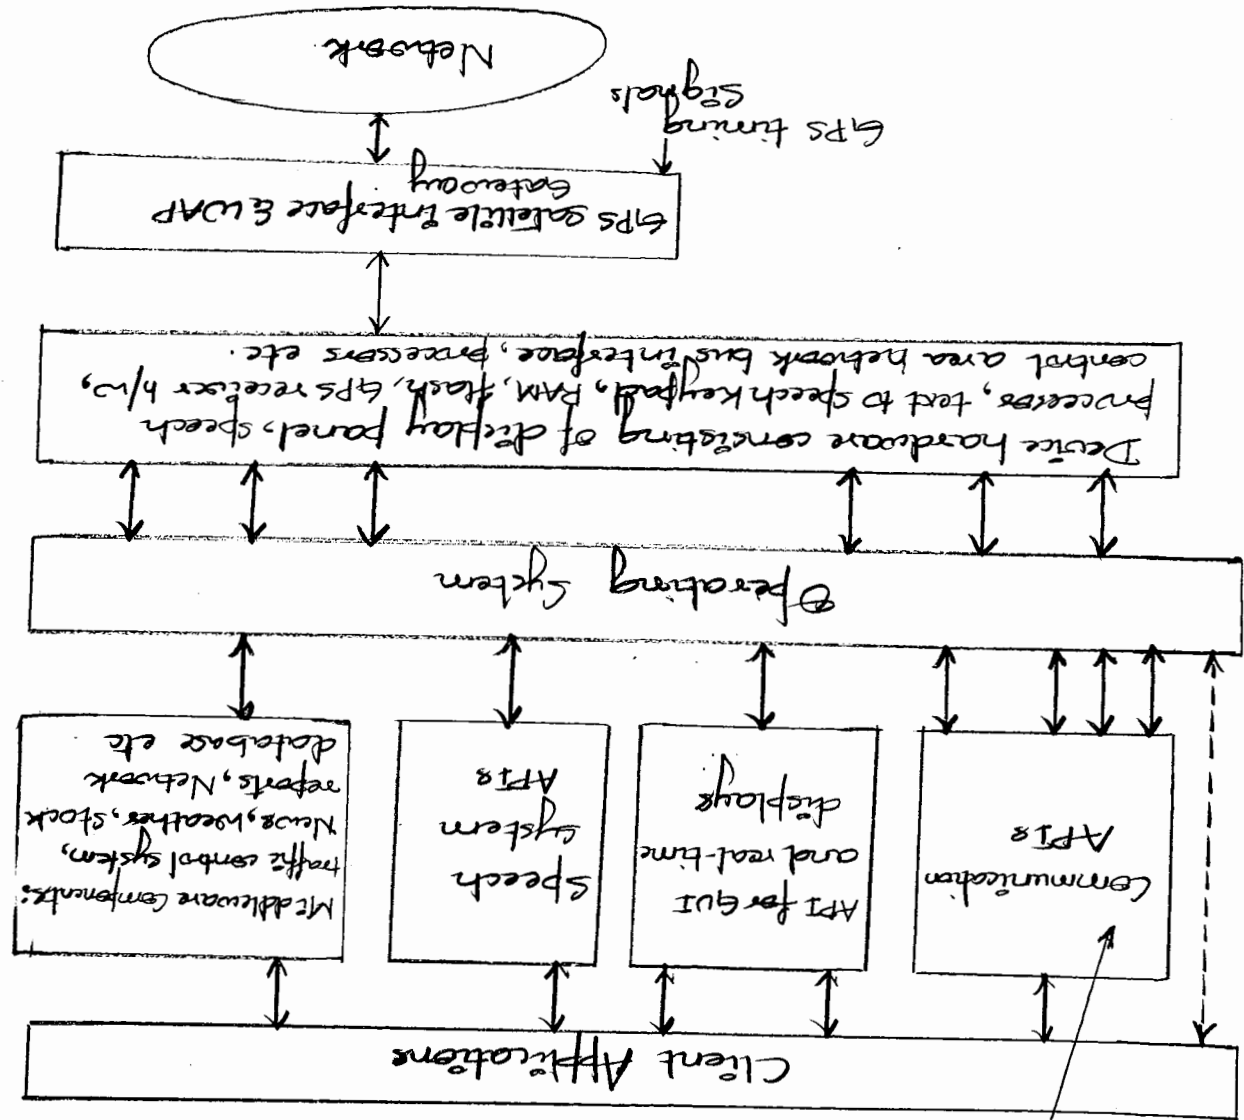 Client Applications
Communication
APIs
API for GUI
and real-time
displays
Speech
System
APIs
Middleware Components:
traffic control system,
News, Weather, Stock
reports, Network
database etc
Operating System
Device hardware consisting of display panel, speech
processor, text to speech keypad, RAM, flash, GPS receiver h/w,
control area network bus interface, processors etc.
GPS satellite interface & WAP
Gateway
GPS timing
Signals
Network